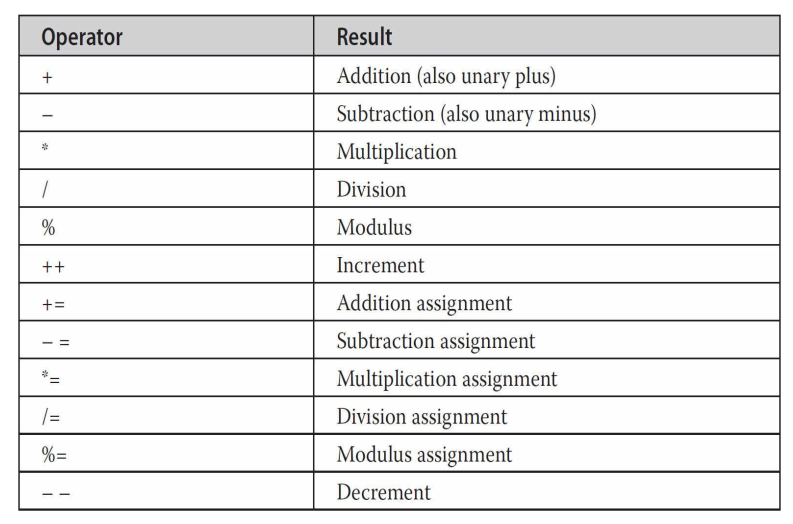 Operator Result
+ Addition (also unary plus)
– Subtraction (also unary minus)
* Multiplication
/ Division
% Modulus
++ Increment
+= Addition assignment
– = Subtraction assignment
*= Multiplication assignment
/= Division assignment
%= Modulus assignment
– – Decrement